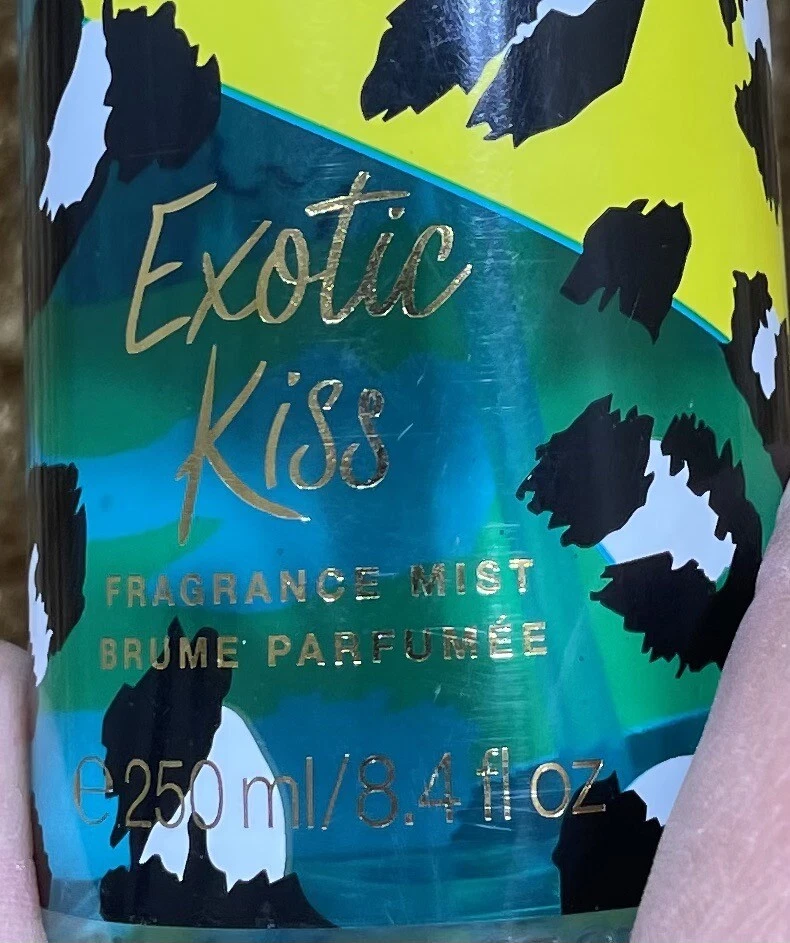 Exotic
Kiss
FRAGRANCE MIST
BRUME PARFUMÉE
℮250 ml/8.4 fl oz